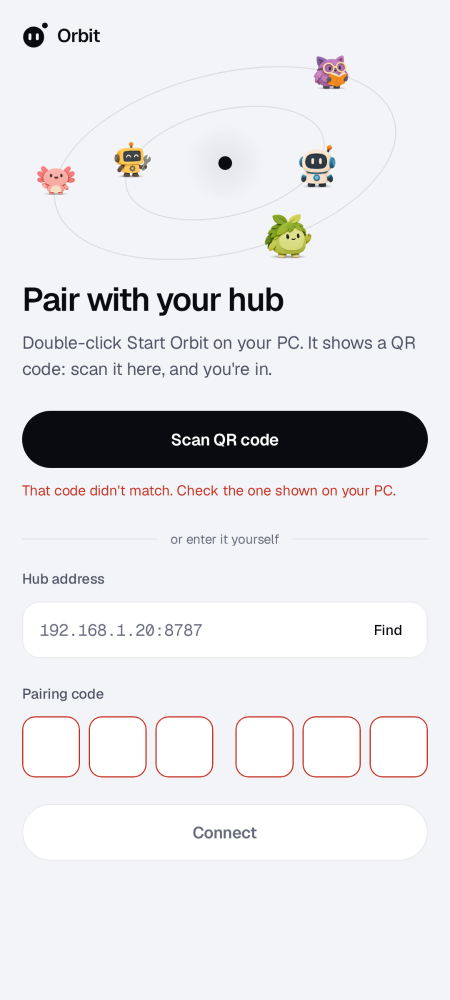 Orbit
Pair with your hub
Double-click Start Orbit on your PC. It shows a QR
code: scan it here, and you're in.
Scan QR code
That code didn't match. Check the one shown on your PC.
or enter it yourself
Hub address
192.168.1.20:8787
Find
Pairing code
Connect